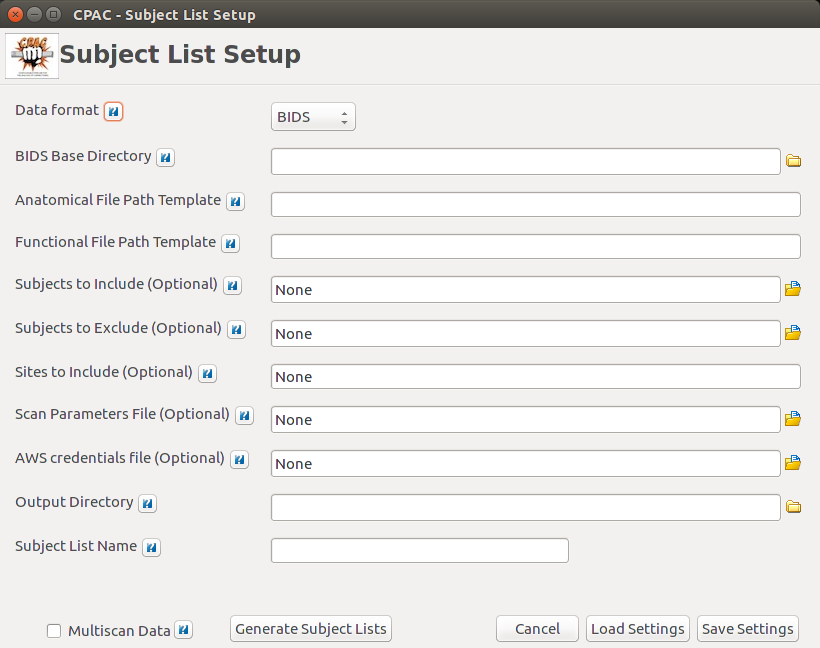 CPAC - Subject List Setup
CPAC
Subject List Setup
Data format ?
BIDS
BIDS Base Directory ?
Anatomical File Path Template ?
Functional File Path Template ?
Subjects to Include (Optional) ?
None
Subjects to Exclude (Optional) ?
None
Sites to Include (Optional) ?
None
Scan Parameters File (Optional) ?
None
AWS credentials file (Optional) ?
None
Output Directory ?
Subject List Name ?
Multiscan Data ?
Generate Subject Lists
Cancel
Load Settings
Save Settings